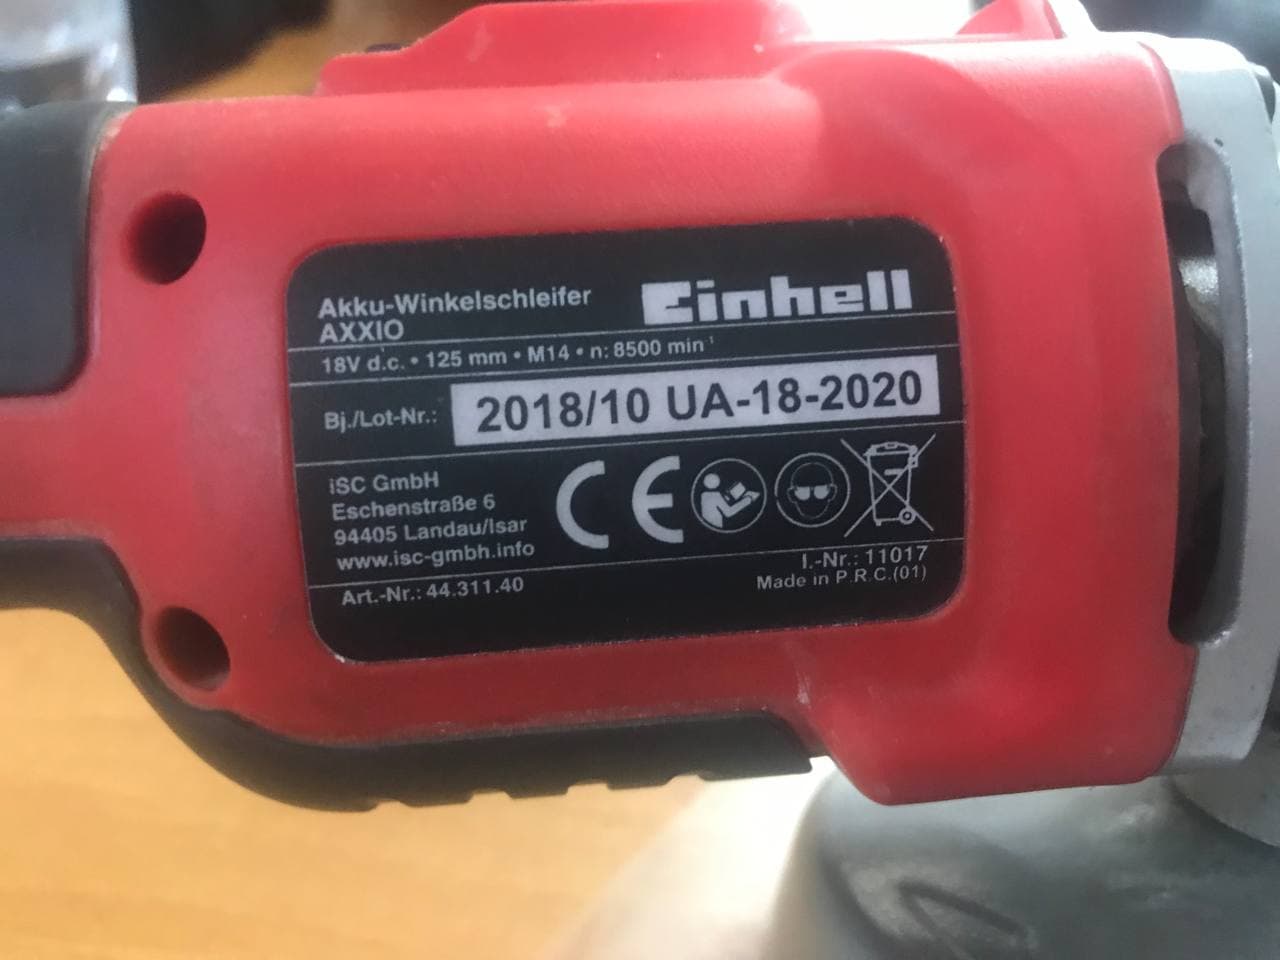 Akku-Winkelschleifer
AXXIO
Einhell
18V d.c. • 125 mm • M14 • n: 8500 min⁻¹
Bj./Lot-Nr.: 2018/10 UA-18-2020
iSC GmbH
Eschenstraße 6
94405 Landau/Isar
www.isc-gmbh.info
CE
Art.-Nr.: 44.311.40
I.-Nr.: 11017
Made in P.R.C.(01)